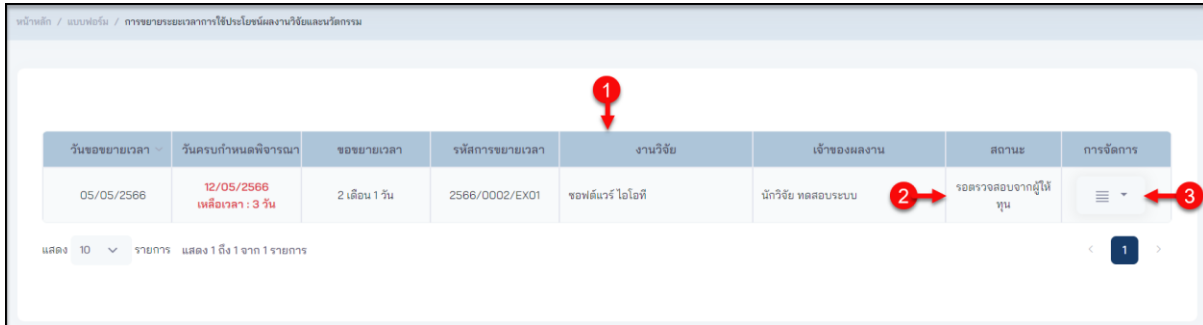 หน้าหลัก / แบบฟอร์ม / การขยายระยะเวลาการใช้ประโยชน์ผลงานวิจัยและนวัตกรรม
1
วันขอขยายเวลา วันครบกำหนดพิจารณา ขอขยายเวลา รหัสการขยายเวลา งานวิจัย เจ้าของผลงาน สถานะ การจัดการ
05/05/2566 12/05/2566 2 เดือน 1 วัน 2566/0002/EX01 ซอฟต์แวร์ ไอโอที นักวิจัย ทดสอบระบบ 2 รอตรวจสอบจากผู้ให้ 3
เหลือเวลา : 3 วัน ทุน
แสดง 10 รายการ แสดง 1 ถึง 1 จาก 1 รายการ < 1 >